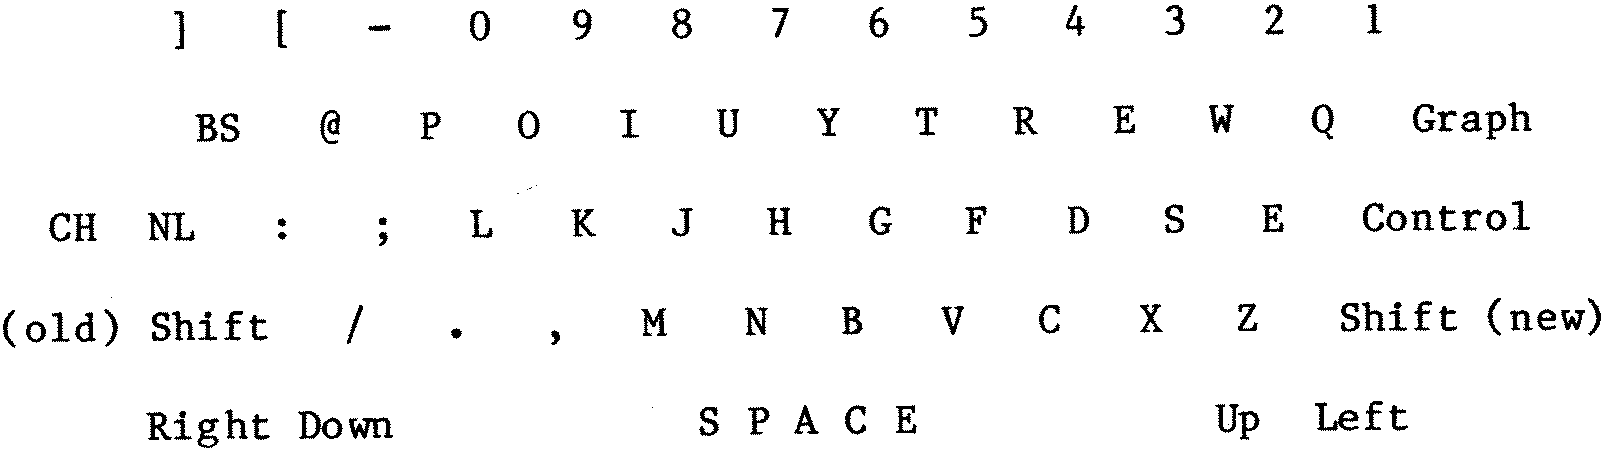 ] [ - 0 9 8 7 6 5 4 3 2 1
BS @ P O I U Y T R E W Q Graph
CH NL : ; L K J H G F D S E Control
(old) Shift / . , M N B V C X Z Shift (new)
Right Down S P A C E Up Left